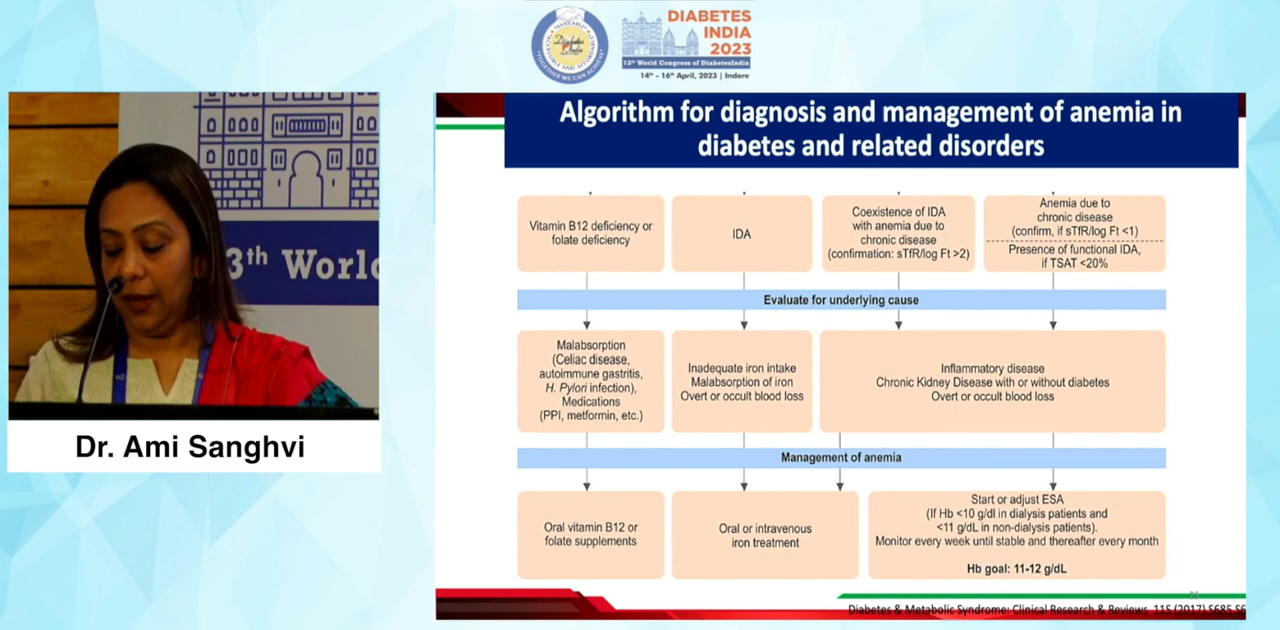 DIABETES
INDIA
2023
13th World Congress of DiabetesIndia
14th - 16th April, 2023 | Indore
Diabetes
India
TOGETHER WE CAN ACHIEVE
3th World
Dr. Ami Sanghvi
Algorithm for diagnosis and management of anemia in
diabetes and related disorders
Vitamin B12 deficiency or
folate deficiency
IDA
Coexistence of IDA
with anemia due to
chronic disease
(confirmation: sTfR/log Ft >2)
Anemia due to
chronic disease
(confirm, if sTfR/log Ft <1)
Presence of functional IDA,
if TSAT <20%
Evaluate for underlying cause
Malabsorption
(Celiac disease,
autoimmune gastritis,
H. Pylori infection),
Medications
(PPI, metformin, etc.)
Inadequate iron intake
Malabsorption of iron
Overt or occult blood loss
Inflammatory disease
Chronic Kidney Disease with or without diabetes
Overt or occult blood loss
Management of anemia
Oral vitamin B12 or
folate supplements
Oral or intravenous
iron treatment
Start or adjust ESA
(If Hb <10 g/dl in dialysis patients and
<11 g/dL in non-dialysis patients).
Monitor every week until stable and thereafter every month
Hb goal: 11-12 g/dL
Diabetes & Metabolic Syndrome: Clinical Research & Reviews 11S (2017) S685-S6